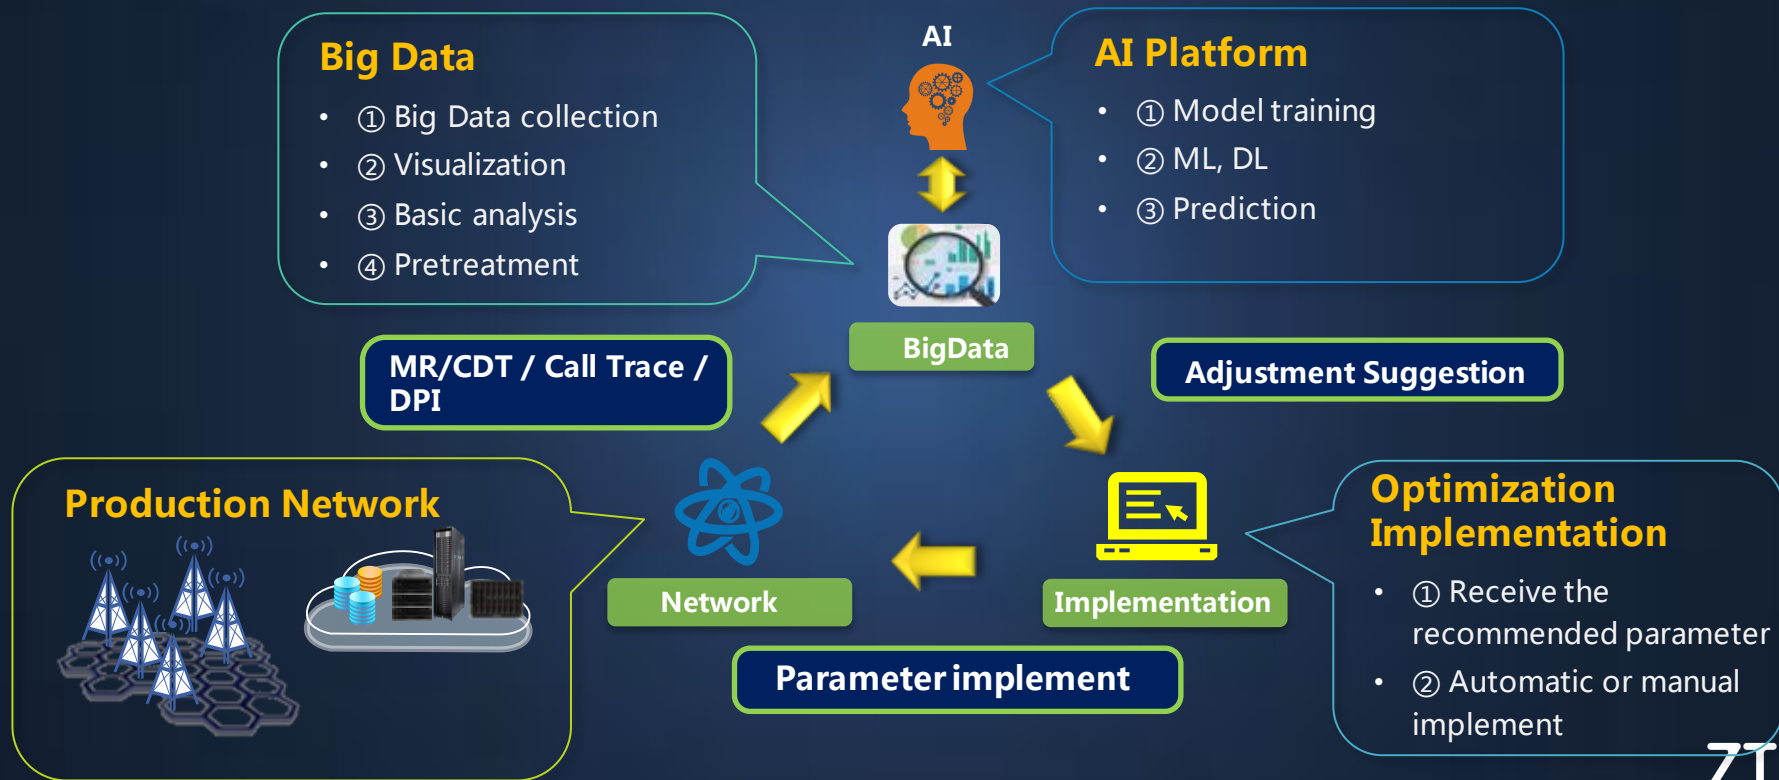 Big Data
• ① Big Data collection
• ② Visualization
• ③ Basic analysis
• ④ Pretreatment
AI
AI Platform
• ① Model training
• ② ML, DL
• ③ Prediction
BigData
MR/CDT / Call Trace /
DPI
Adjustment Suggestion
Production Network
Network
Implementation
Parameter implement
Optimization
Implementation
• ① Receive the
recommended parameter
• ② Automatic or manual
implement